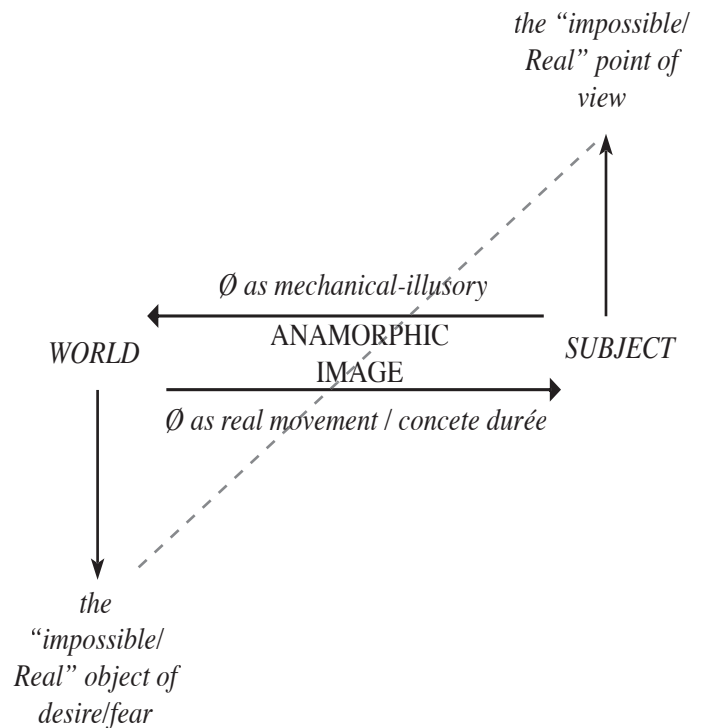 the “impossible/
Real” point of
view
Ø as mechanical-illusory
ANAMORPHIC
IMAGE
WORLD
SUBJECT
Ø as real movement / concete durée
the
“impossible/
Real” object of
desire/fear